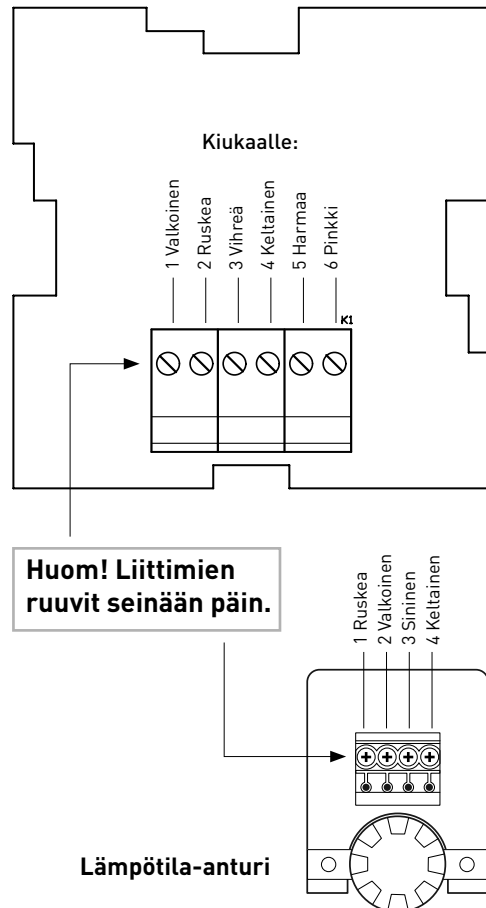 Kiukaalle:
1 Valkoinen
2 Ruskea
3 Vihreä
4 Keltainen
5 Harmaa
6 Pinkki
K1
Huom! Liittimien
ruuvit seinään päin.
1 Ruskea
2 Valkoinen
3 Sininen
4 Keltainen
Lämpötila-anturi